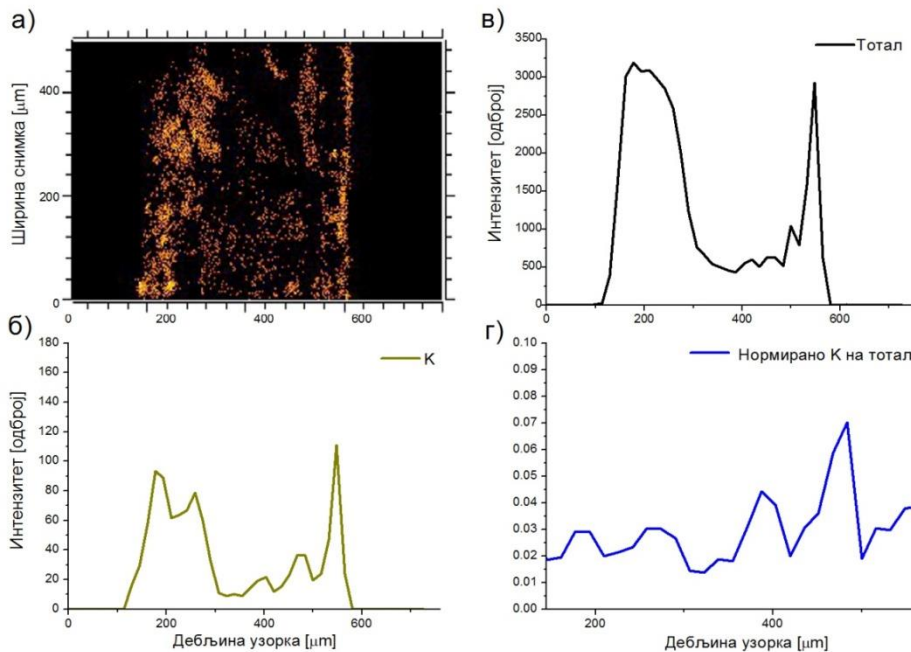 а)
Ширина снимка [μm]
400
200
0
0 200 400 600
в)
Тотал
Интензитет [одброј]
3500
3000
2500
2000
1500
1000
500
0
0 200 400 600
б)
K
Интензитет [одброј]
180
160
140
120
100
80
60
40
20
0
0 200 400 600
Дебљина узорка [μm]
г)
Нормирано K на тотал
0.10
0.09
0.08
0.07
0.06
0.05
0.04
0.03
0.02
0.01
0.00
200 400
Дебљина узорка [μm]